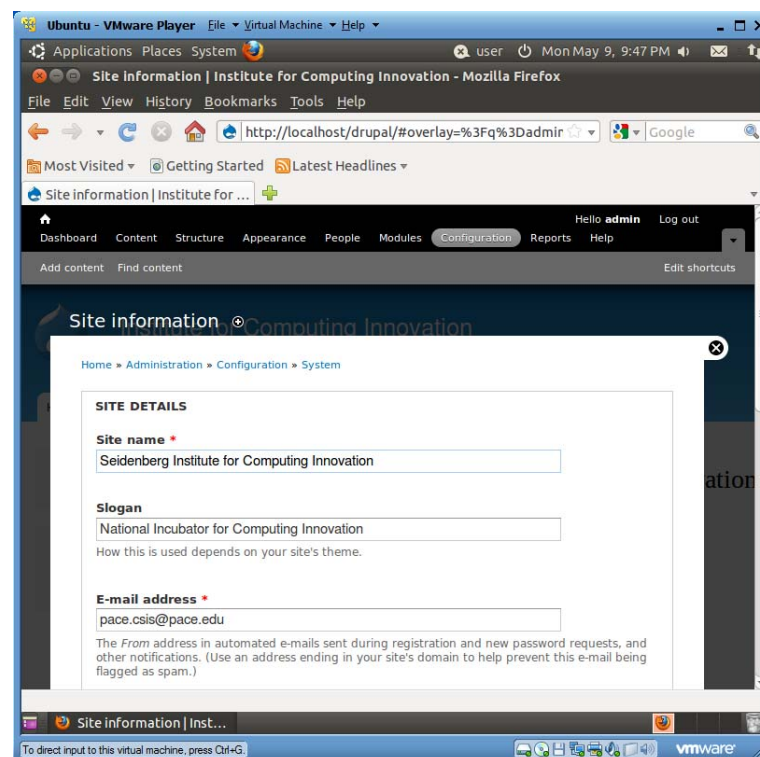 Ubuntu - VMware Player File Virtual Machine Help
Applications Places System user Mon May 9, 9:47 PM
Site information | Institute for Computing Innovation - Mozilla Firefox
File Edit View History Bookmarks Tools Help
http://localhost/drupal/#overlay=%3Fq%3Dadmin Google
Most Visited Getting Started Latest Headlines
Site information | Institute for ...
Hello admin Log out
Dashboard Content Structure Appearance People Modules Configuration Reports Help
Add content Find content Edit shortcuts
Institute for Computing Innovation
Site information
Home » Administration » Configuration » System
SITE DETAILS
Site name *
Seidenberg Institute for Computing Innovation
ation
Slogan
National Incubator for Computing Innovation
How this is used depends on your site's theme.
E-mail address *
pace.csis@pace.edu
The From address in automated e-mails sent during registration and new password requests, and
other notifications. (Use an address ending in your site's domain to help prevent this e-mail being
flagged as spam.)
Site information | Inst...
To direct input to this virtual machine, press Ctrl+G.
vmware